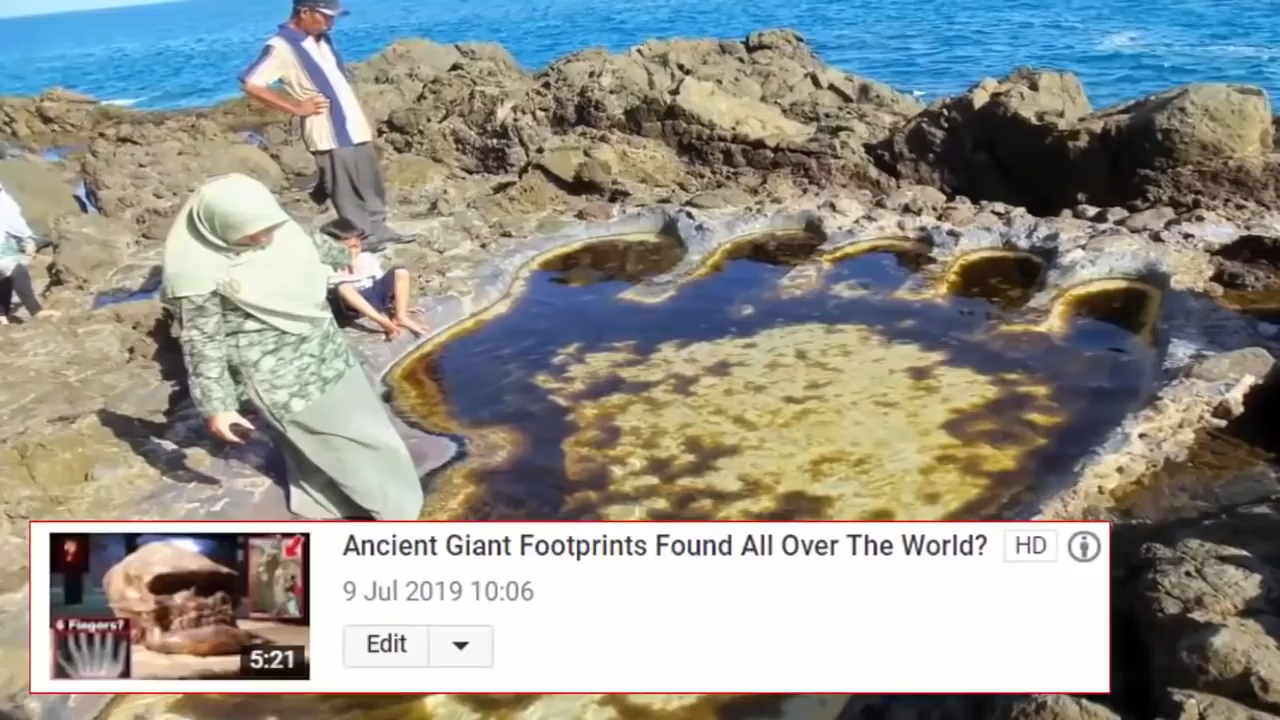 Ancient Giant Footprints Found All Over The World?
HD
9 Jul 2019 10:06
Edit
6 Fingers?
5:21